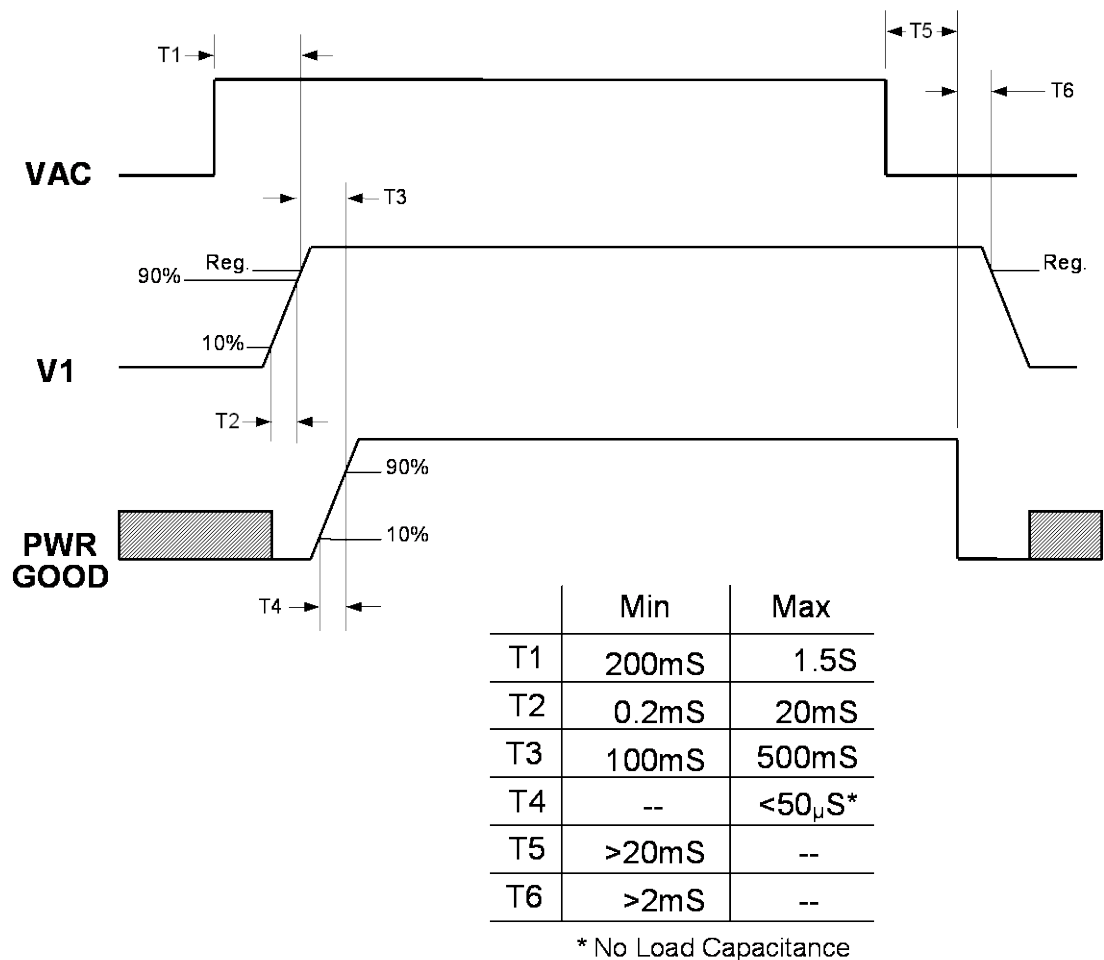 T5
T1
T6
VAC
T3
Reg.
Reg.
90%
10%
V1
T2
90%
10%
PWR
GOOD
T4
Min Max
T1 200mS 1.5S
T2 0.2mS 20mS
T3 100mS 500mS
T4 -- <50µS*
T5 >20mS --
T6 >2mS --
* No Load Capacitance